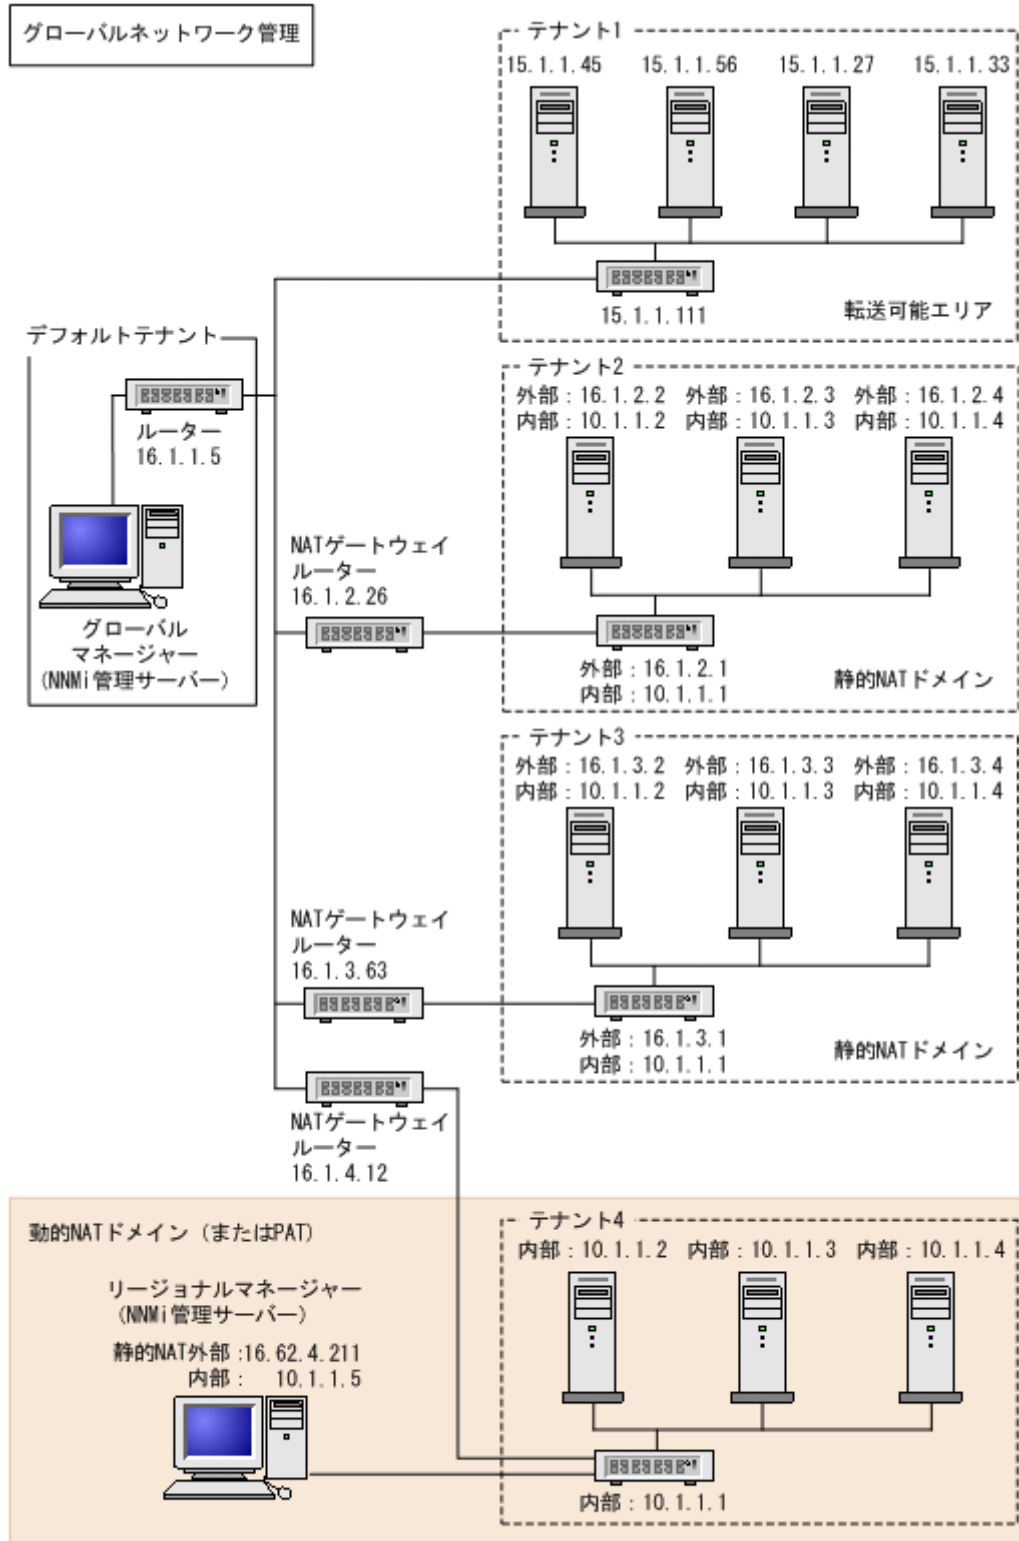 グローバルネットワーク管理
テナント1
15.1.1.45 15.1.1.56 15.1.1.27 15.1.1.33
15.1.1.111
転送可能エリア
デフォルトテナント
ルーター
16.1.1.5
グローバル
マネージャー
(NNMi管理サーバー)
テナント2
外部：16.1.2.2 外部：16.1.2.3 外部：16.1.2.4
内部：10.1.1.2 内部：10.1.1.3 内部：10.1.1.4
NATゲートウェイ
ルーター
16.1.2.26
外部：16.1.2.1
内部：10.1.1.1
静的NATドメイン
テナント3
外部：16.1.3.2 外部：16.1.3.3 外部：16.1.3.4
内部：10.1.1.2 内部：10.1.1.3 内部：10.1.1.4
NATゲートウェイ
ルーター
16.1.3.63
外部：16.1.3.1
内部：10.1.1.1
静的NATドメイン
NATゲートウェイ
ルーター
16.1.4.12
動的NATドメイン（またはPAT）
テナント4
内部：10.1.1.2 内部：10.1.1.3 内部：10.1.1.4
リージョナルマネージャー
（NNMi管理サーバー）
静的NAT外部：16.62.4.211
内部： 10.1.1.5
内部：10.1.1.1